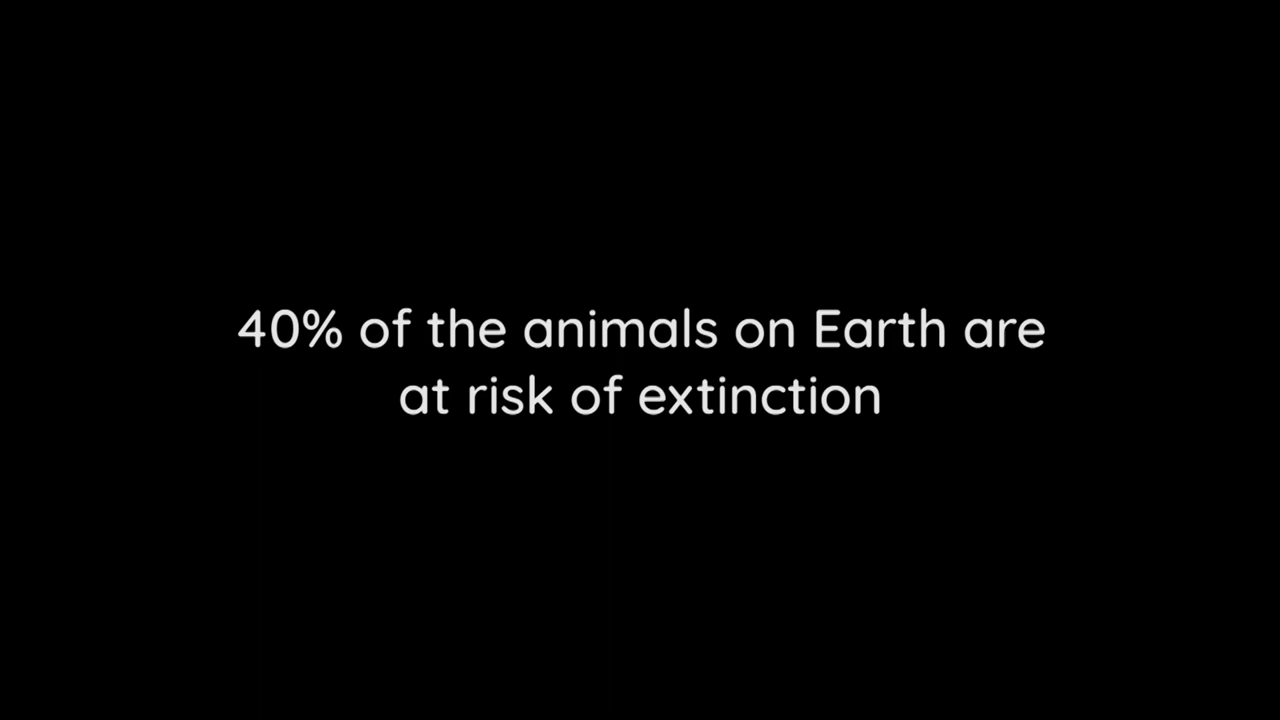 40% of the animals on Earth are
at risk of extinction